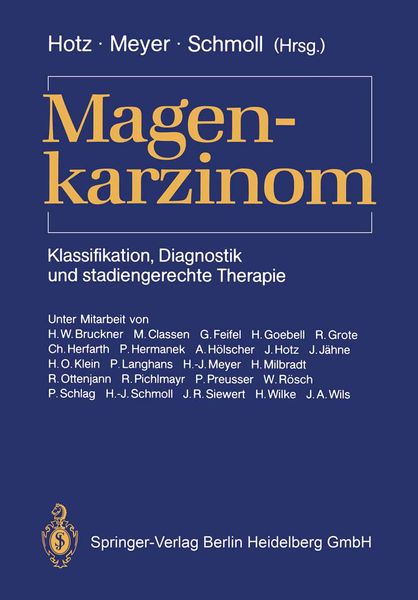 Hotz · Meyer · Schmoll (Hrsg.)
Magen-
karzinom
Klassifikation, Diagnostik
und stadiengerechte Therapie
Unter Mitarbeit von
H. W. Bruckner M. Classen G. Feifel H. Goebell R. Grote
Ch. Herfarth P. Hermanek A. Hölscher J. Hotz J. Jähne
H. O. Klein P. Langhans H.-J. Meyer H. Milbradt
R. Ottenjann R. Pichlmayr P. Preusser W. Rösch
P. Schlag H.-J. Schmoll J. R. Siewert H. Wilke J. A. Wils
Springer-Verlag Berlin Heidelberg GmbH